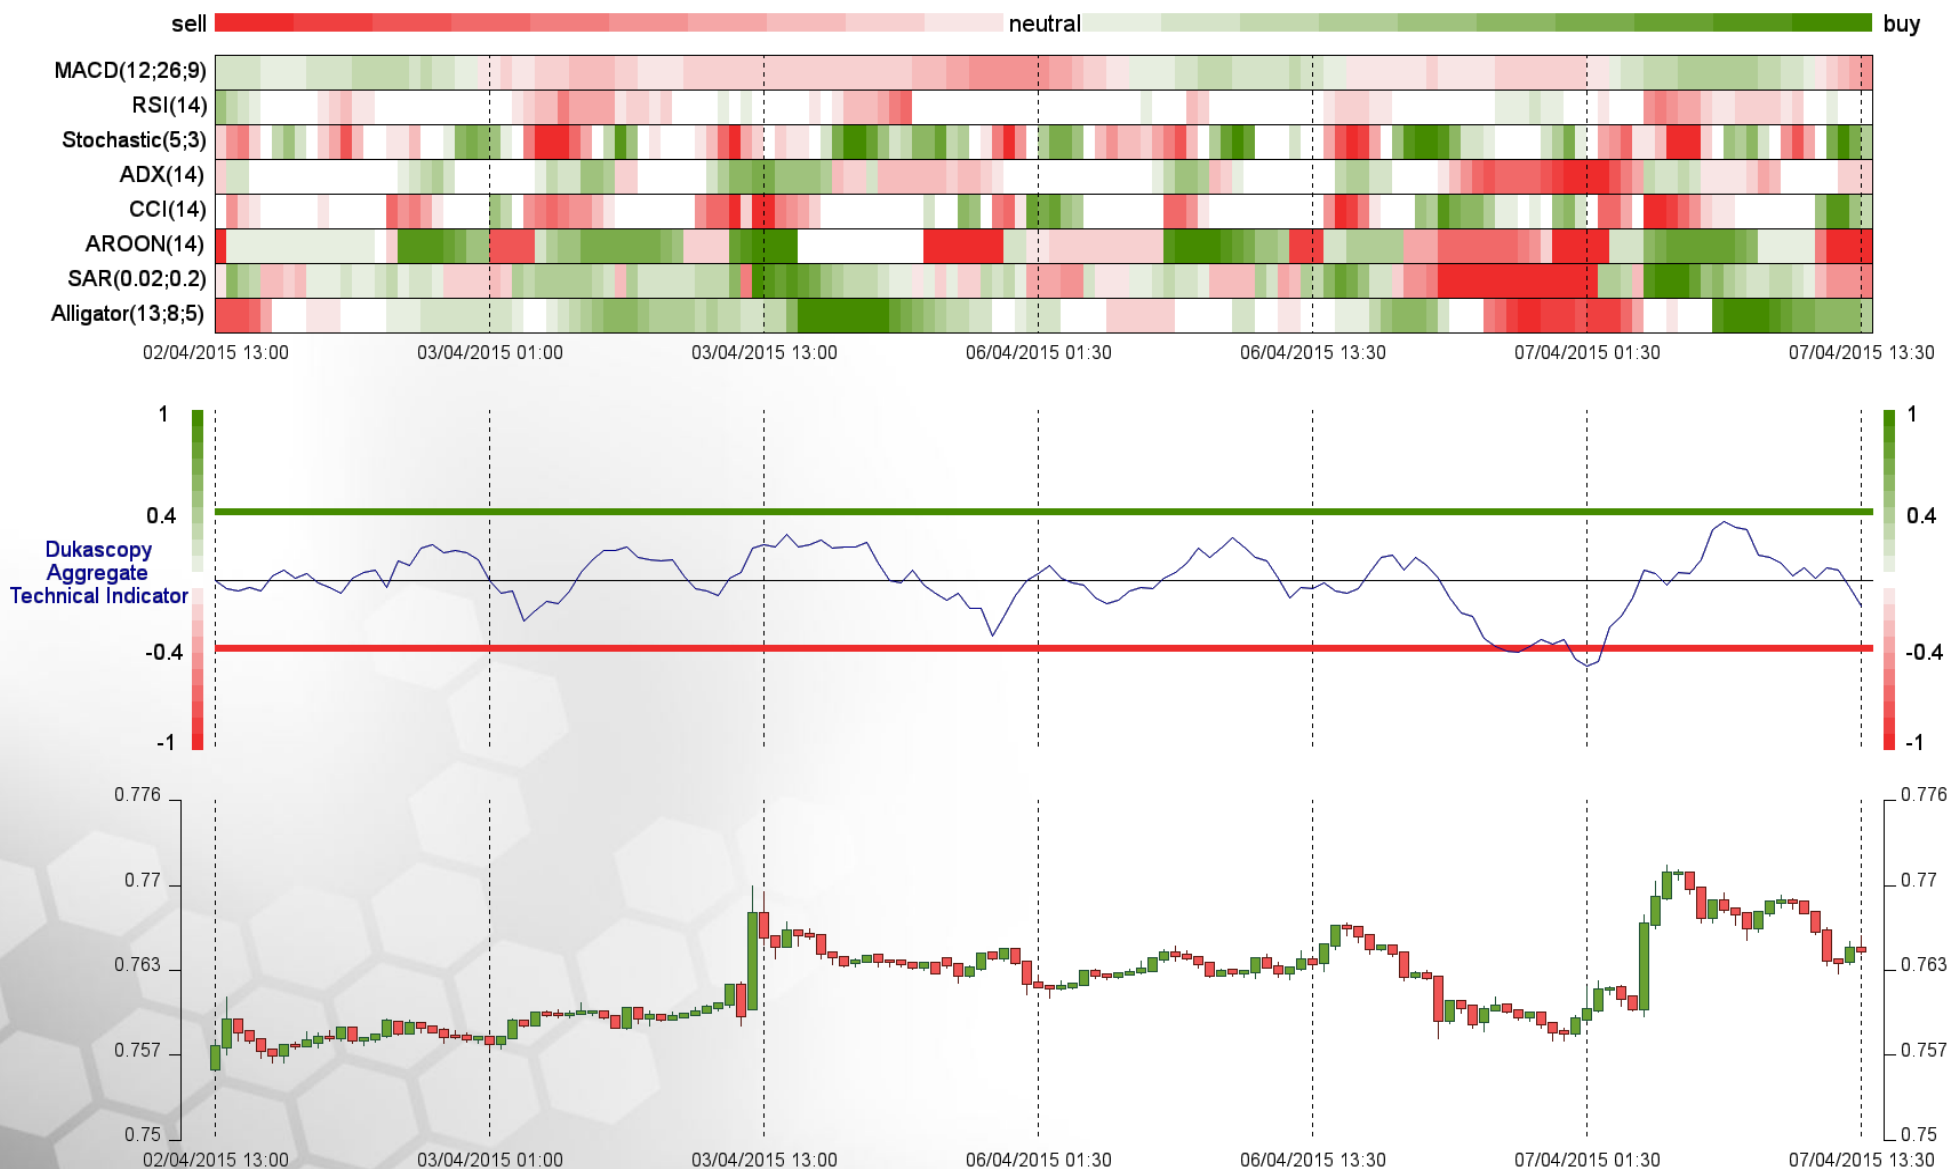 sell neutral buy
MACD(12;26;9)
RSI(14)
Stochastic(5;3)
ADX(14)
CCI(14)
AROON(14)
SAR(0.02;0.2)
Alligator(13;8;5)
02/04/2015 13:00 03/04/2015 01:00 03/04/2015 13:00 06/04/2015 01:30 06/04/2015 13:30 07/04/2015 01:30 07/04/2015 13:30
1 1
0.4 0.4
Dukascopy
Aggregate
Technical Indicator
-0.4 -0.4
-1 -1
0.776 0.776
0.77 0.77
0.763 0.763
0.757 0.757
0.75 0.75
02/04/2015 13:00 03/04/2015 01:00 03/04/2015 13:00 06/04/2015 01:30 06/04/2015 13:30 07/04/2015 01:30 07/04/2015 13:30